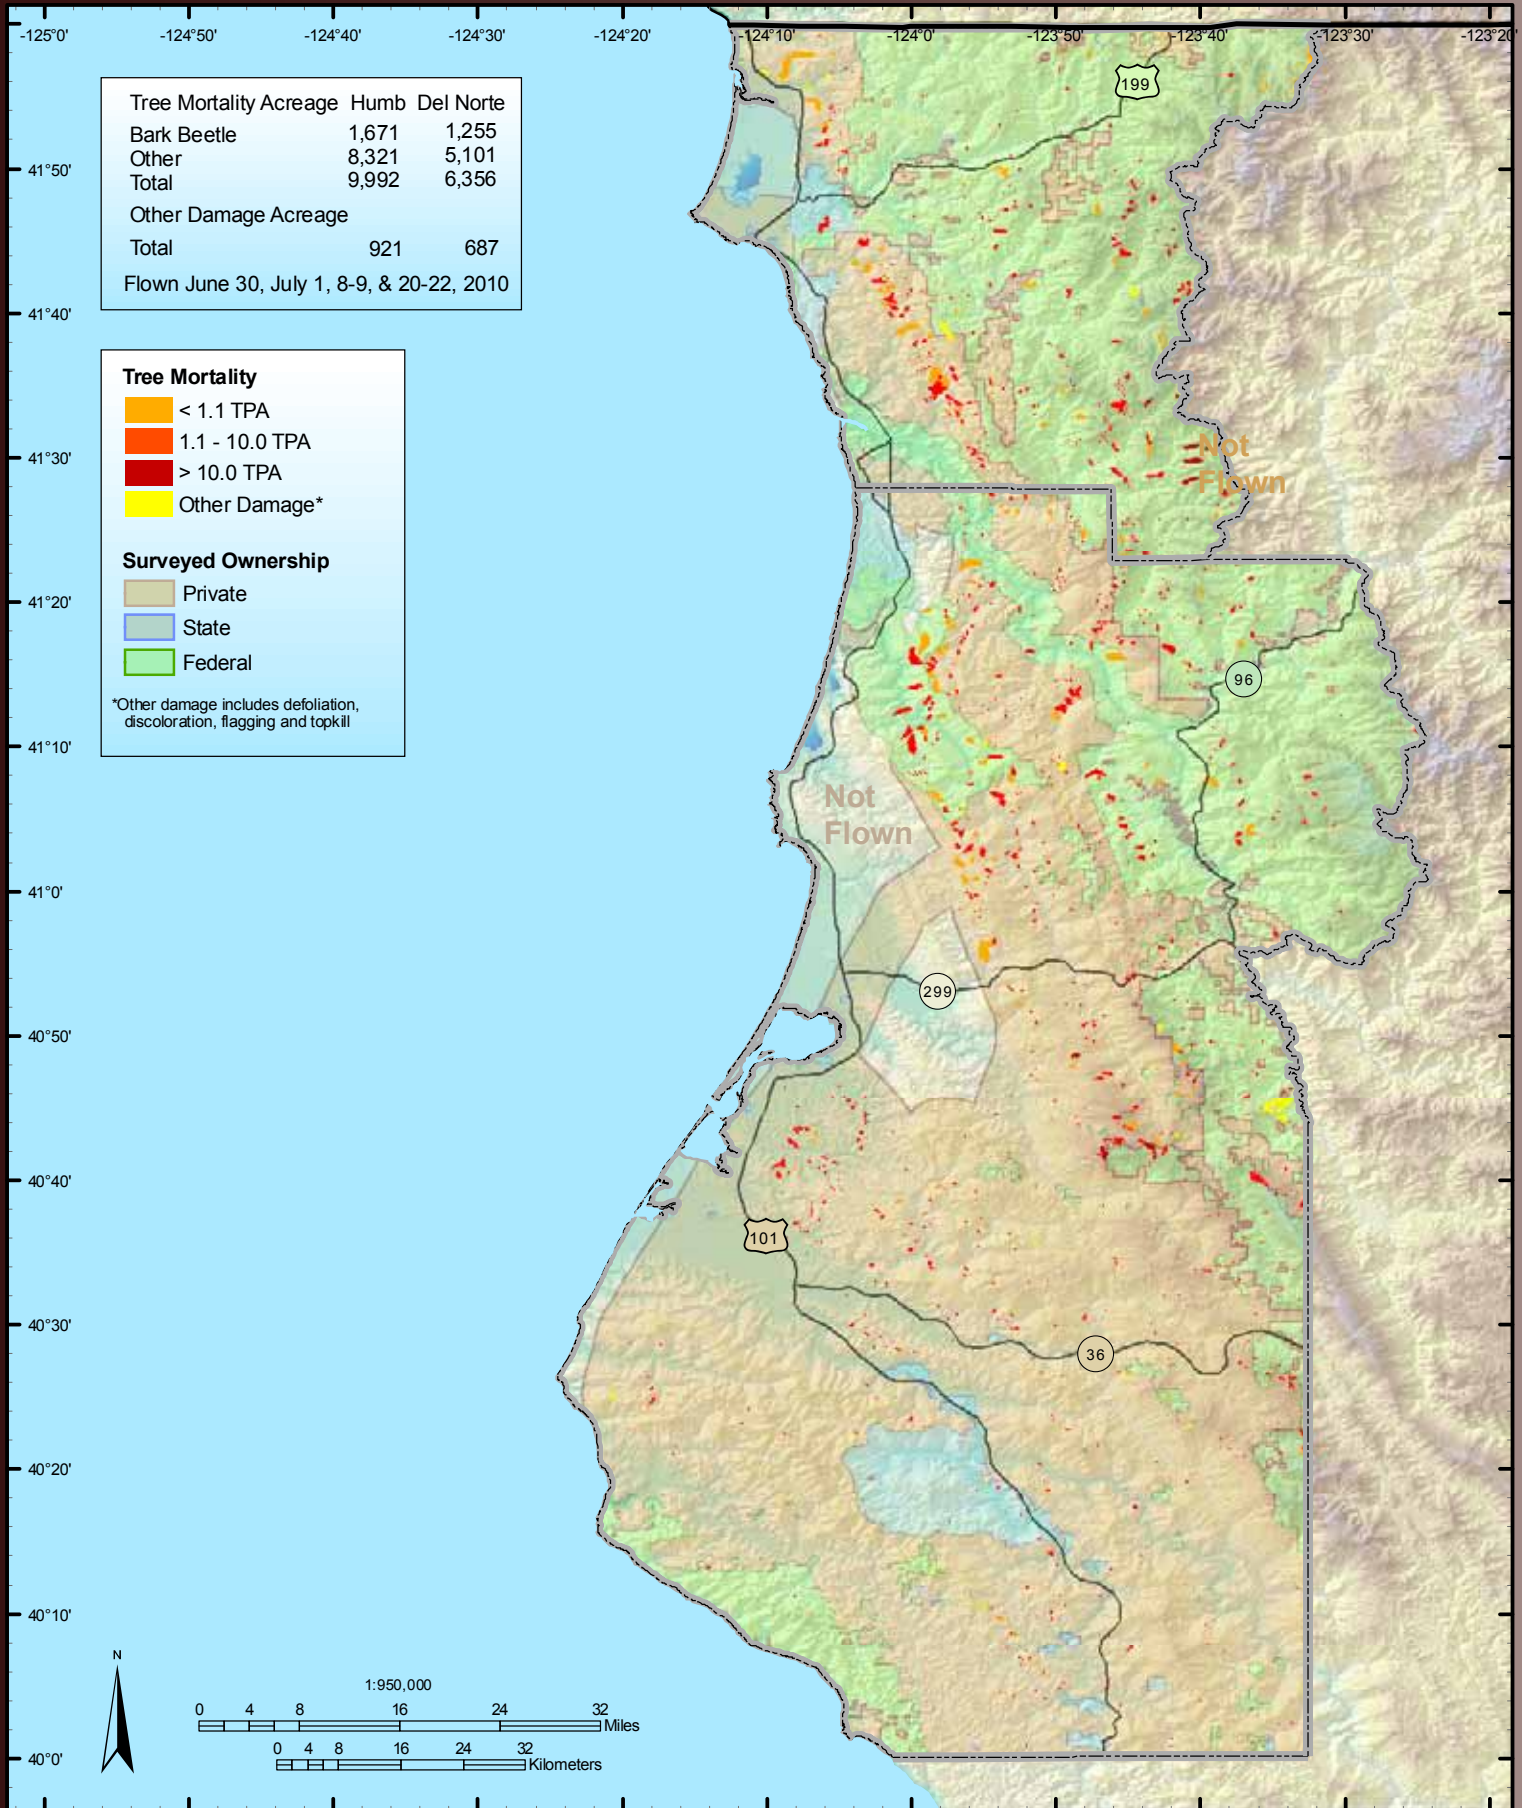 -125°0' -124°50' -124°40' -124°30' -124°20' -124°10' -124°0' -123°50' -123°40' -123°30' -123°20'
199
Tree Mortality Acreage Humb Del Norte
Bark Beetle 1,671 1,255
Other 8,321 5,101
Total 9,992 6,356
Other Damage Acreage
Total 921 687
Flown June 30, July 1, 8-9, & 20-22, 2010
41°50'
41°40'
Tree Mortality
< 1.1 TPA
1.1 - 10.0 TPA
> 10.0 TPA
Other Damage*
Surveyed Ownership
Private
State
Federal
*Other damage includes defoliation,
discoloration, flagging and topkill
41°30'
Not
Flown
41°20'
96
41°10'
Not
Flown
41°0'
299
40°50'
40°40'
101
40°30'
36
40°20'
40°10'
N
1:950,000
0 4 8 16 24 32
Miles
0 4 8 16 24 32
Kilometers
40°0'